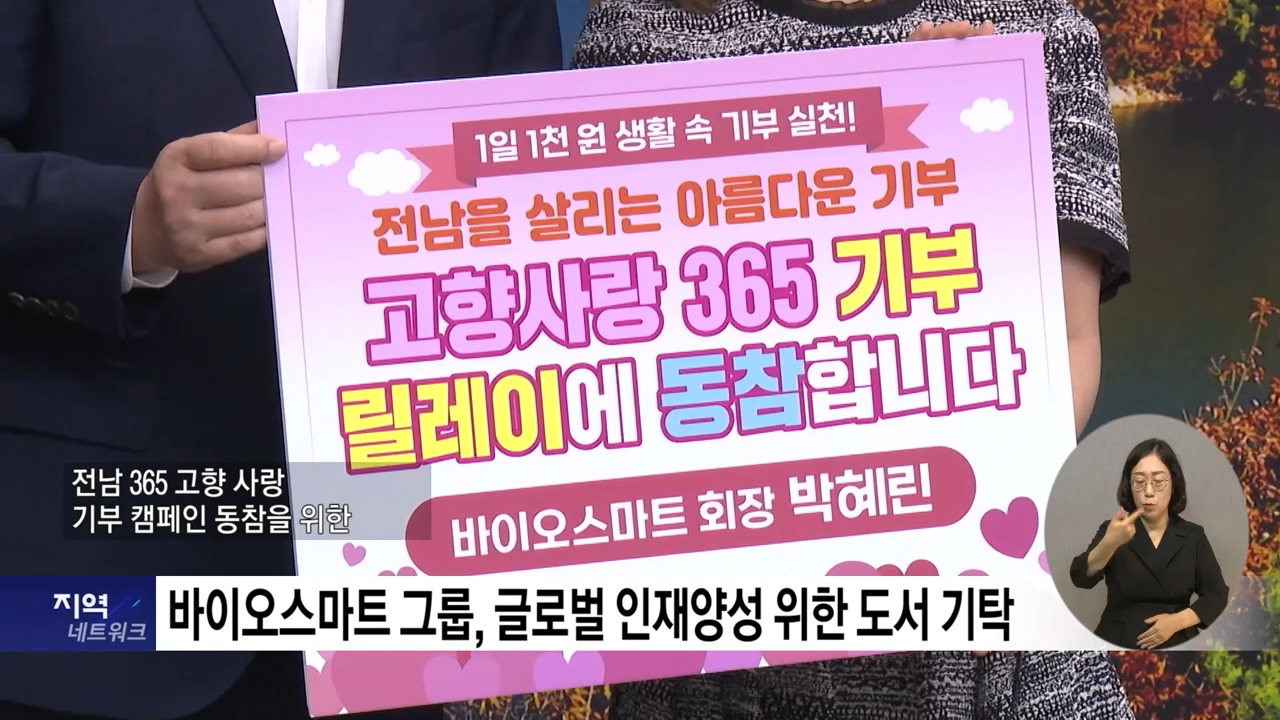 1일 1천 원 생활 속 기부 실천!
전남을 살리는 아름다운 기부
고향사랑 365 기부
릴레이에 동참합니다
바이오스마트 회장 박혜린
전남 365 고향 사랑
기부 캠페인 동참을 위한
지역
네트워크
바이오스마트 그룹, 글로벌 인재양성 위한 도서 기탁